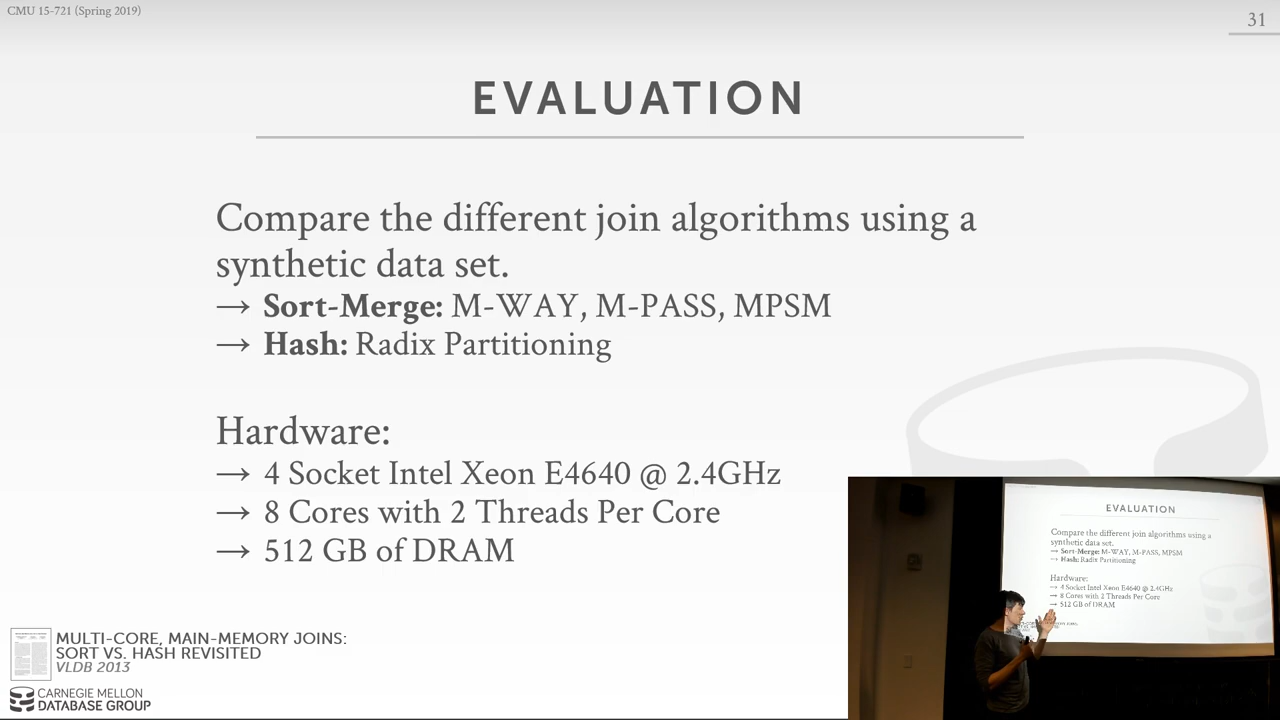 CMU 15-721 (Spring 2019)
31
EVALUATION
Compare the different join algorithms using a
synthetic data set.
→ Sort-Merge: M-WAY, M-PASS, MPSM
→ Hash: Radix Partitioning
Hardware:
→ 4 Socket Intel Xeon E4640 @ 2.4GHz
→ 8 Cores with 2 Threads Per Core
→ 512 GB of DRAM
MULTI-CORE, MAIN-MEMORY JOINS:
SORT VS. HASH REVISITED
VLDB 2013
CARNEGIE MELLON
DATABASE GROUP
EVALUATION
Compare the different join algorithms using a
synthetic data set.
→ Sort-Merge: M-WAY, M-PASS, MPSM
→ Hash: Radix Partitioning
Hardware:
→ 4 Socket Intel Xeon E4640 @ 2.4GHz
→ 8 Cores with 2 Threads Per Core
→ 512 GB of DRAM